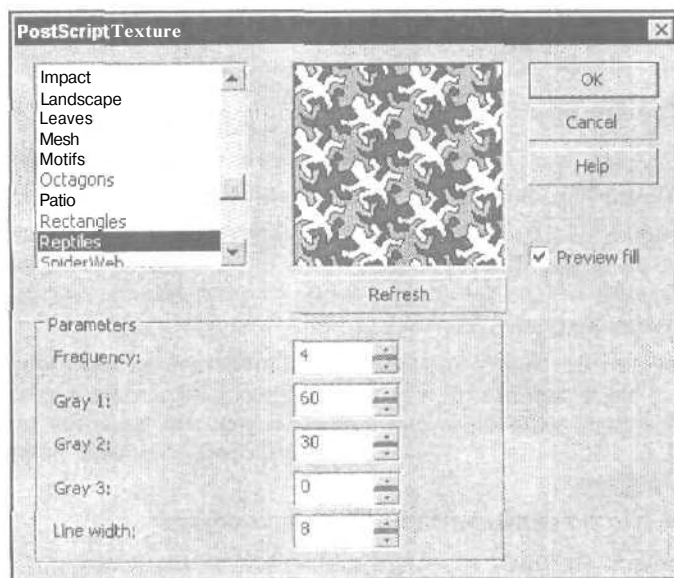 PostScript Texture
Impact
Landscape
Leaves
Mesh
Motifs
Octagons
Patio
Rectangles
Reptiles
SpiderWeb
OK
Cancel
Help
Preview fill
Refresh
Parameters
Frequency: 4
Gray 1: 60
Gray 2: 30
Gray 3: 0
Line width: 8